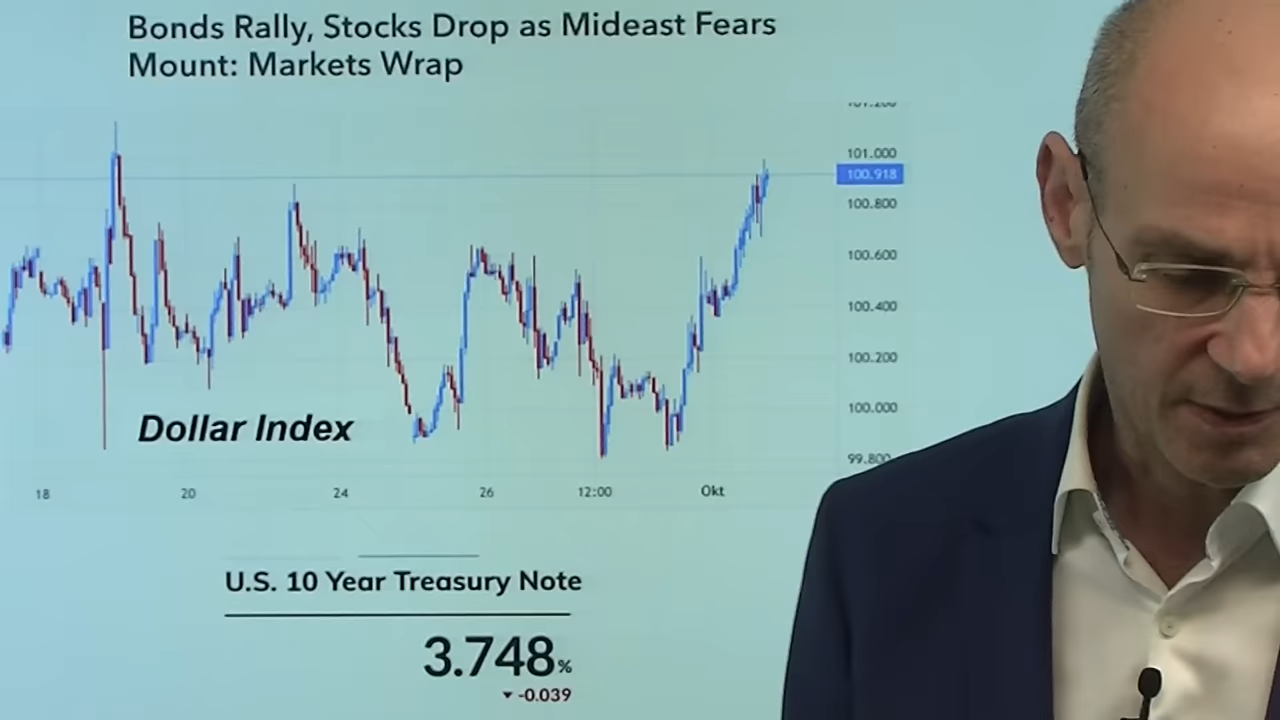 Bonds Rally, Stocks Drop as Mideast Fears
Mount: Markets Wrap
101.000
100.918
100.800
100.600
100.400
100.200
100.000
99.800
Dollar Index
18 20 24 26 12:00 Okt
U.S. 10 Year Treasury Note
3.748%
▼ -0.039